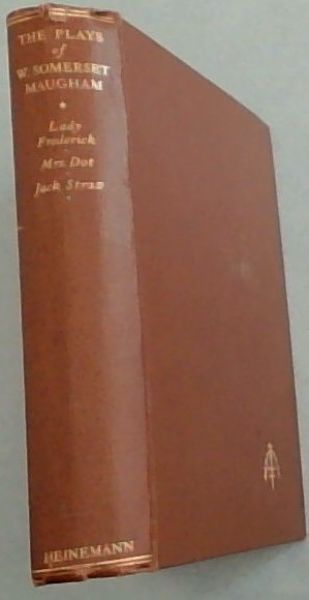 THE PLAYS
of
W. SOMERSET
MAUGHAM
Lady
Frederick
Mrs Dot
Jack Straw
HEINEMANN